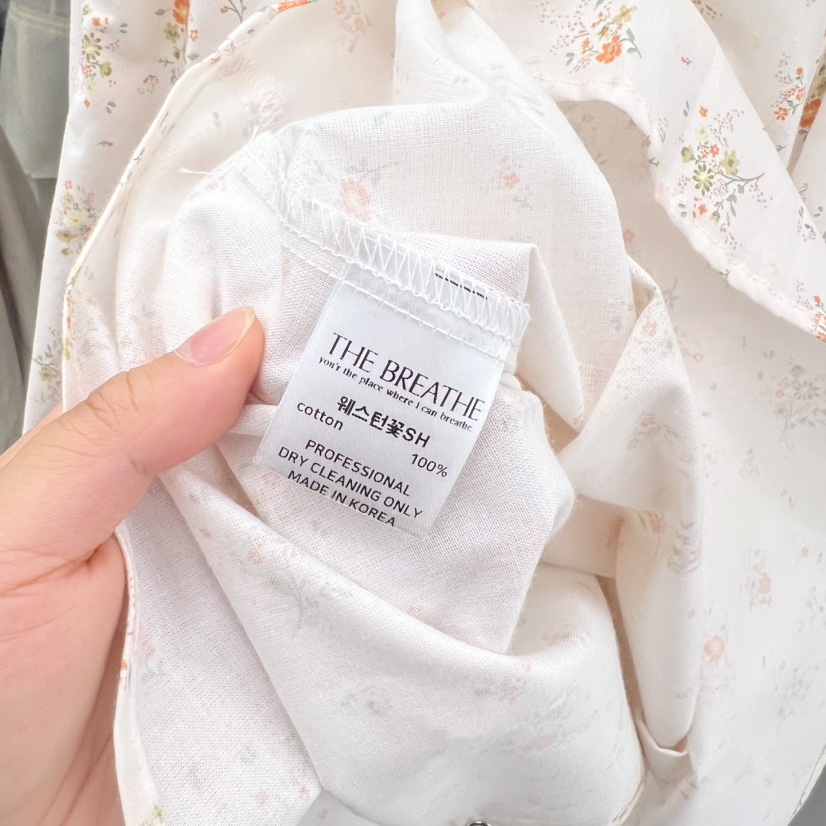 THE BREATHE
you'r the place where i can breathe.
웨스턴꽃SH
cotton 100%
PROFESSIONAL
DRY CLEANING ONLY
MADE IN KOREA